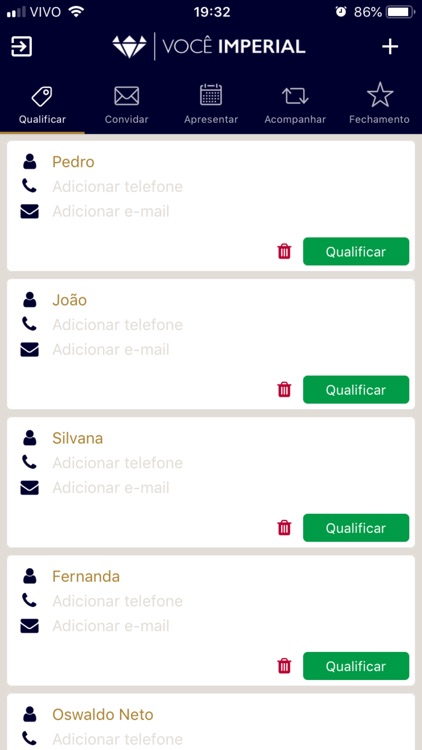 VIVO 19:32 86%
VOCÊ IMPERIAL
Qualificar Convidar Apresentar Acompanhar Fechamento
Pedro
Adicionar telefone
Adicionar e-mail
Qualificar
João
Adicionar telefone
Adicionar e-mail
Qualificar
Silvana
Adicionar telefone
Adicionar e-mail
Qualificar
Fernanda
Adicionar telefone
Adicionar e-mail
Qualificar
Oswaldo Neto
Adicionar telefone